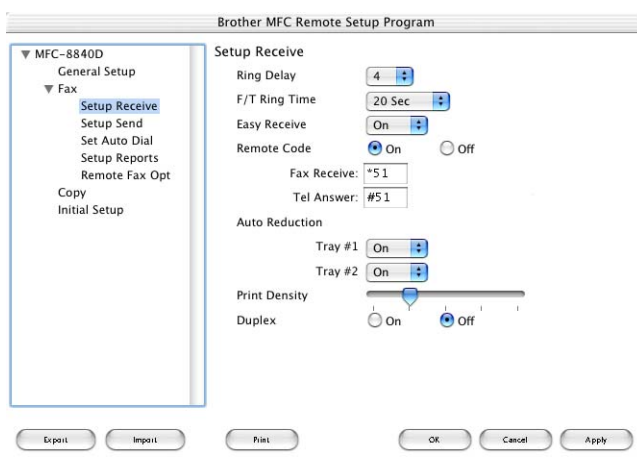 Brother MFC Remote Setup Program
MFC-8840D
General Setup
Fax
Setup Receive
Setup Send
Set Auto Dial
Setup Reports
Remote Fax Opt
Copy
Initial Setup
Setup Receive
Ring Delay 4
F/T Ring Time 20 Sec
Easy Receive On
Remote Code On Off
Fax Receive: *51
Tel Answer: #51
Auto Reduction
Tray #1 On
Tray #2 On
Print Density
Duplex On Off
Export Import Print OK Cancel Apply